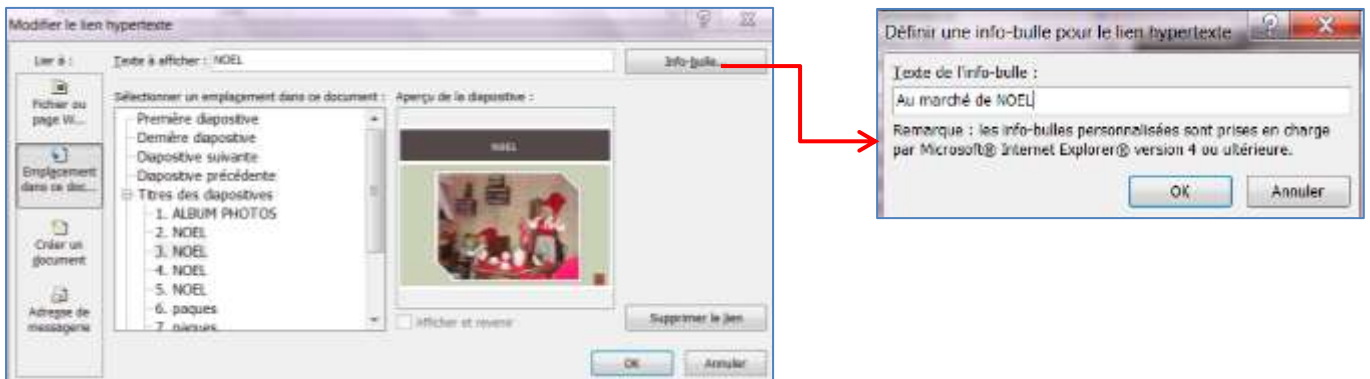 Modifier le lien hypertexte
Lier à :
Texte à afficher : NOEL
Info-bulle...
Fichier ou
page W...
Emplacement
dans ce doc...
Créer un
document
Adresse de
messagerie
Sélectionner un emplacement dans ce document :
Première diapositive
Dernière diapositive
Diapositive suivante
Diapositive précédente
Titres des diapositives
1. ALBUM PHOTOS
2. NOEL
3. NOEL
4. NOEL
5. NOEL
6. paques
7. paques
Aperçu de la diapositive :
NOEL
Afficher et revenir
Supprimer le lien
OK
Annuler
Définir une info-bulle pour le lien hypertexte
Texte de l'info-bulle :
Au marché de NOEL
Remarque : les info-bulles personnalisées sont prises en charge
par Microsoft® Internet Explorer® version 4 ou ultérieure.
OK
Annuler